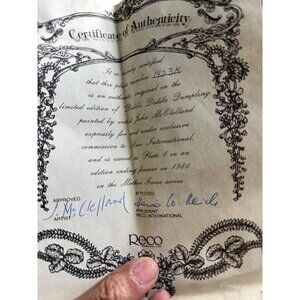 Certificate of Authenticity
It is hereby certified
that this plate number
is an authentic original in the
limited edition of "Diddle Diddle Dumpling"
painted by artist John McClelland
expressly for and under exclusive
commission to Reco International,
and is issued as Plate 6 in an
edition ending forever in 1984
in the Mother Goose series
APPROVED
J. McClelland
ARTIST
ATTESTED
PRESIDENT
RECO INTERNATIONAL
Reco